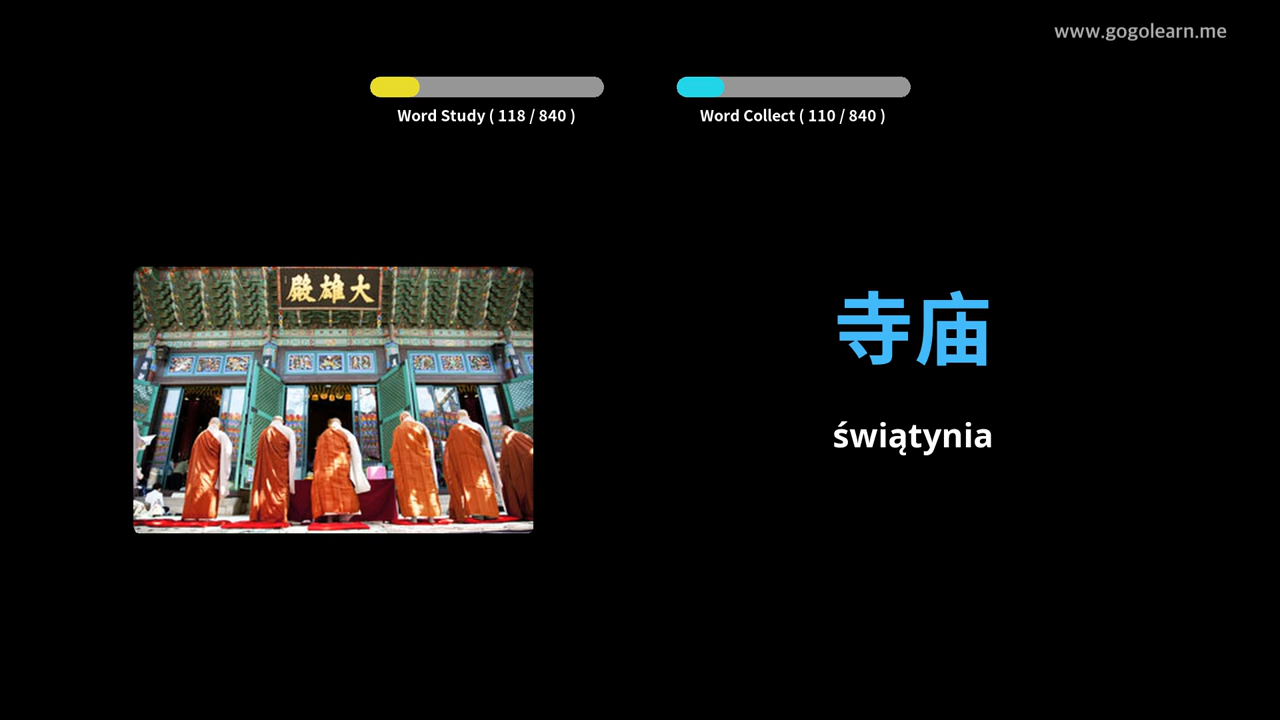 www.gogolearn.me
Word Study ( 118 / 840 )
Word Collect ( 110 / 840 )
殿雄大
寺庙
świątynia